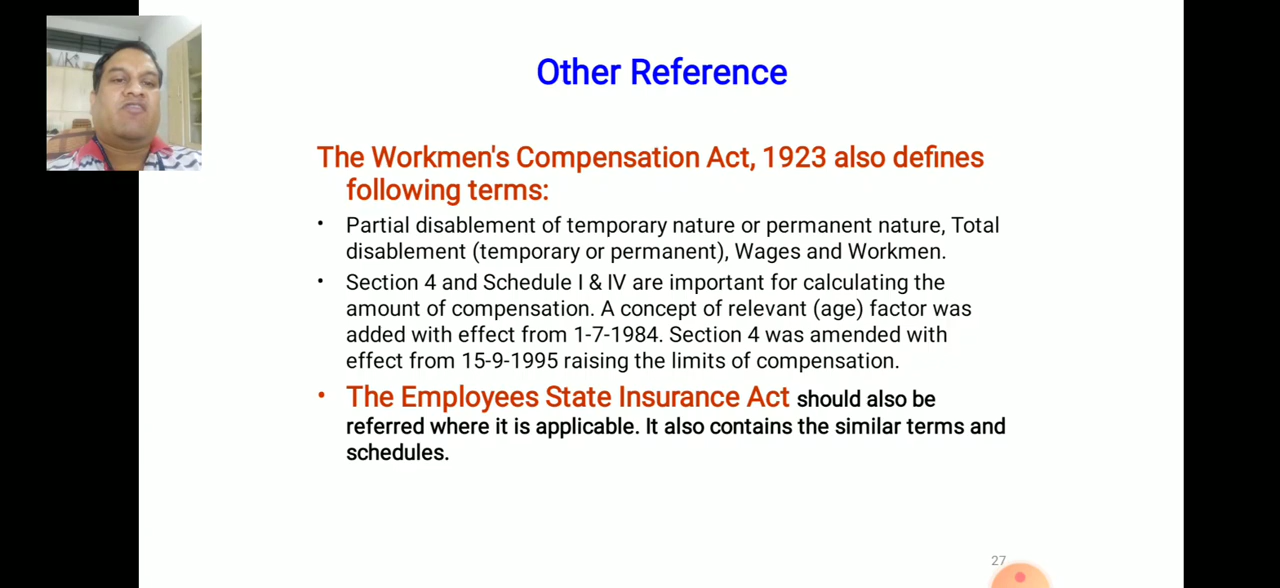 Other Reference
The Workmen's Compensation Act, 1923 also defines
following terms:
• Partial disablement of temporary nature or permanent nature, Total
disablement (temporary or permanent), Wages and Workmen.
• Section 4 and Schedule I & IV are important for calculating the
amount of compensation. A concept of relevant (age) factor was
added with effect from 1-7-1984. Section 4 was amended with
effect from 15-9-1995 raising the limits of compensation.
• The Employees State Insurance Act should also be
referred where it is applicable. It also contains the similar terms and
schedules.
27